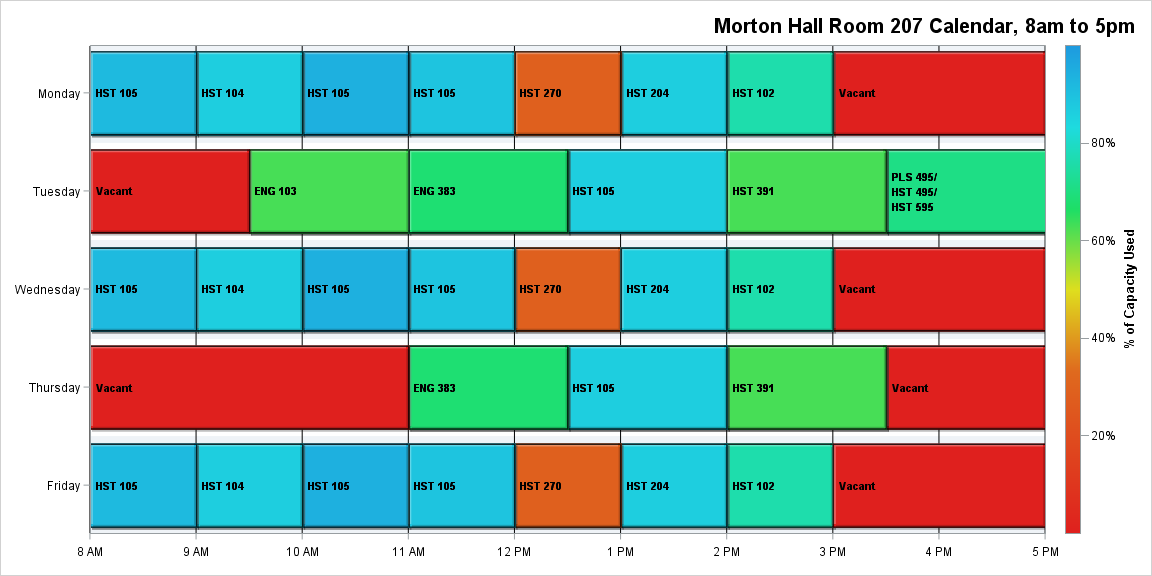 Morton Hall Room 207 Calendar, 8am to 5pm
Monday
HST 105
HST 104
HST 105
HST 105
HST 270
HST 204
HST 102
Vacant
Tuesday
Vacant
ENG 103
ENG 383
HST 105
HST 391
PLS 495/
HST 495/
HST 595
Wednesday
HST 105
HST 104
HST 105
HST 105
HST 270
HST 204
HST 102
Vacant
Thursday
Vacant
ENG 383
HST 105
HST 391
Vacant
Friday
HST 105
HST 104
HST 105
HST 105
HST 270
HST 204
HST 102
Vacant
8 AM
9 AM
10 AM
11 AM
12 PM
1 PM
2 PM
3 PM
4 PM
5 PM
80%
60%
40%
20%
% of Capacity Used